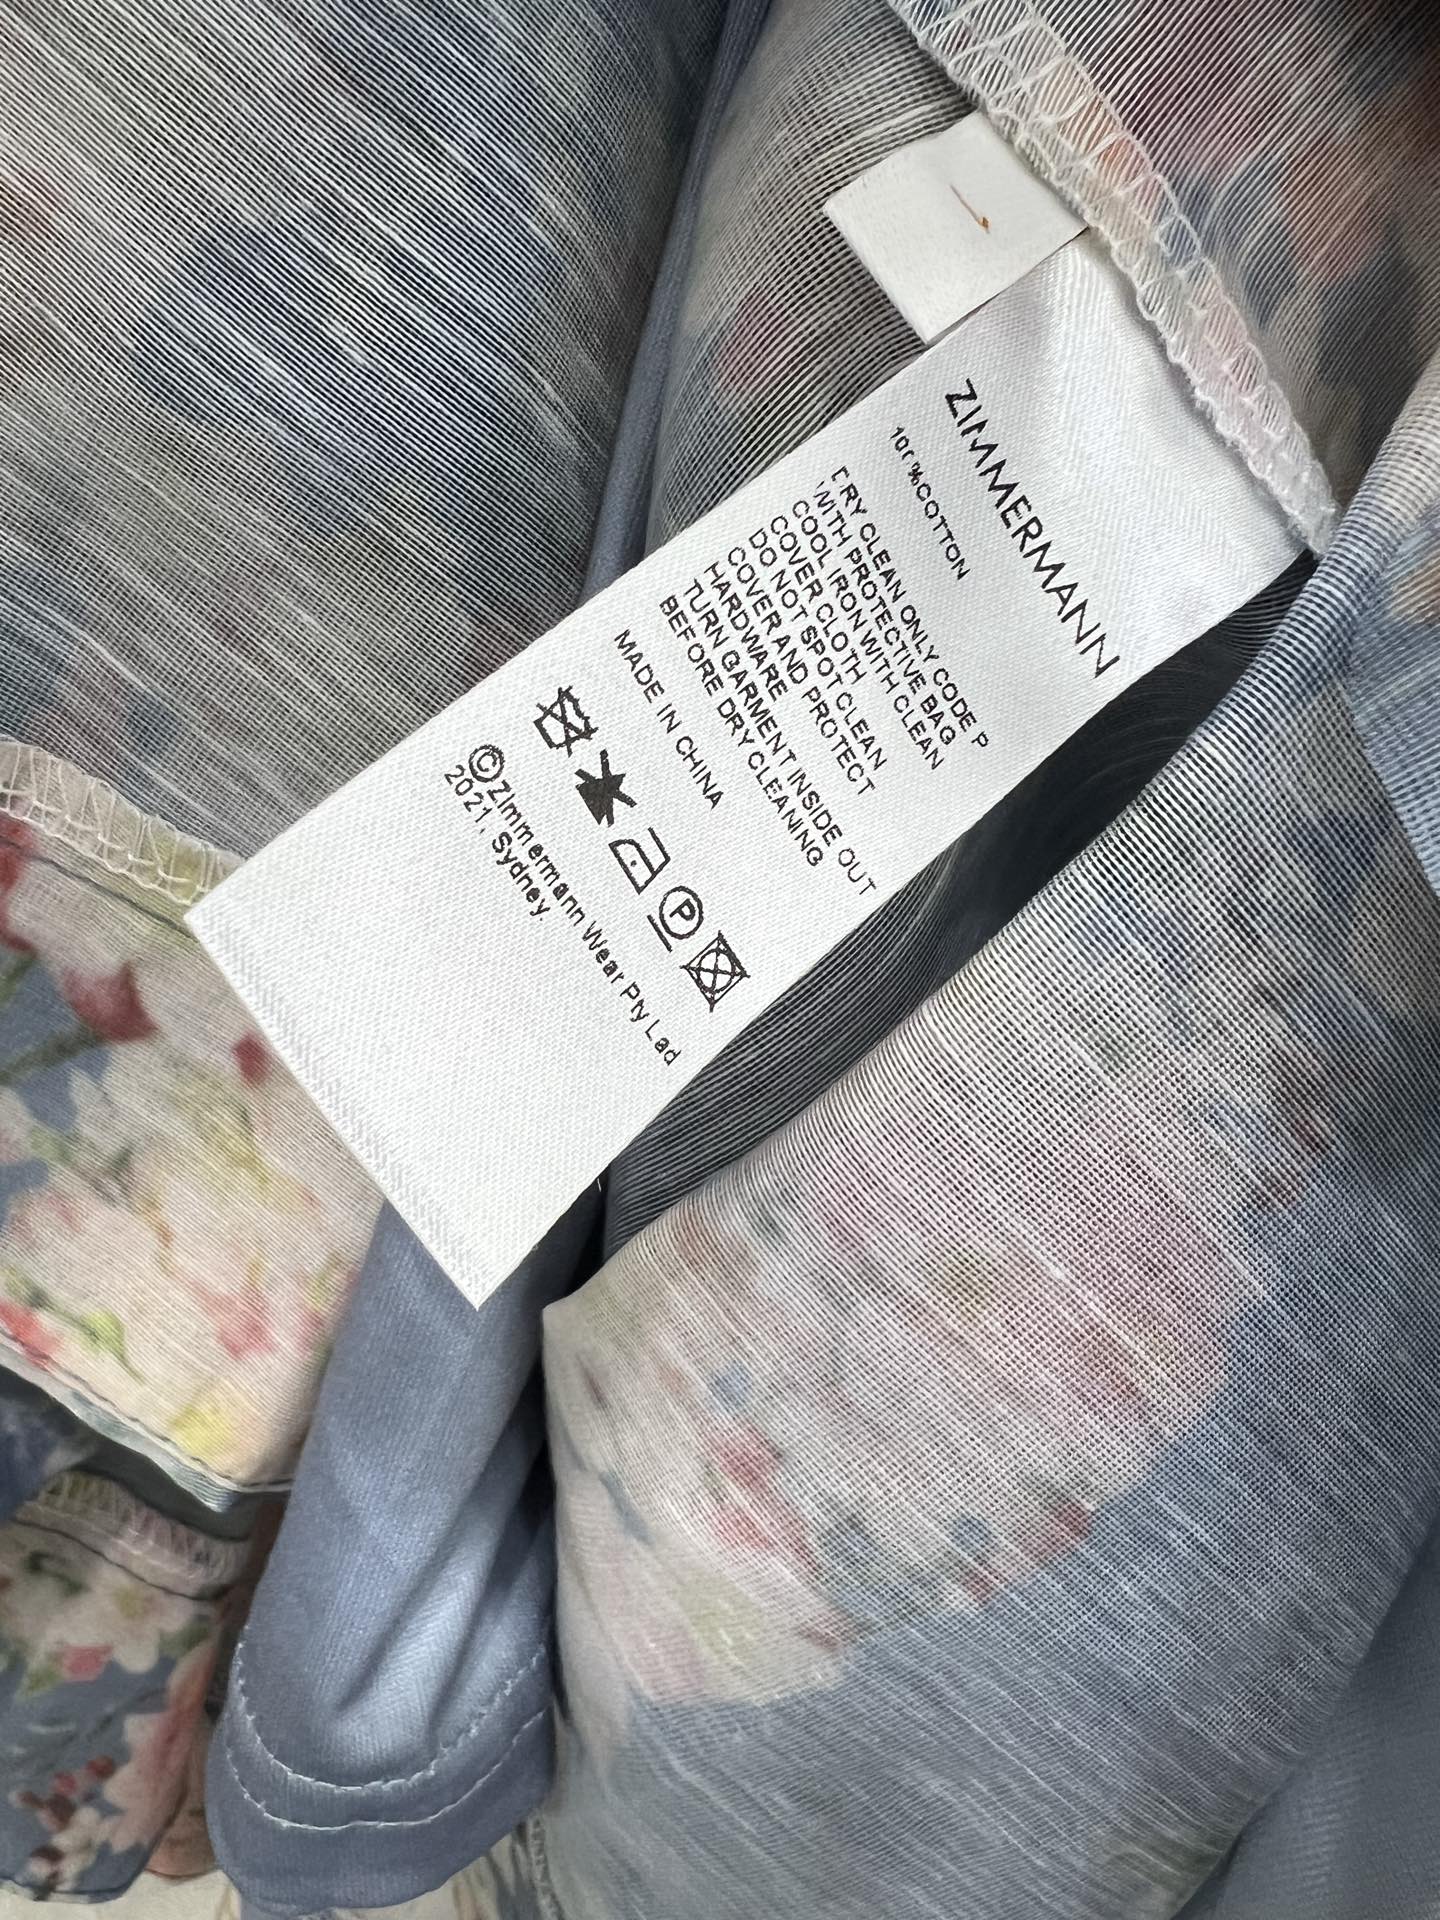 ZIMMERMANN
100%COTTON
DRY CLEAN ONLY CODE P
WITH PROTECTIVE BAG
COOL IRON WITH CLEAN
COVER CLOTH
DO NOT SPOT CLEAN
COVER AND PROTECT
HARDWARE
TURN GARMENT INSIDE OUT
BEFORE DRY CLEANING
MADE IN CHINA
P
©Zimmermann Wear Pty Lad
2021, Sydney.